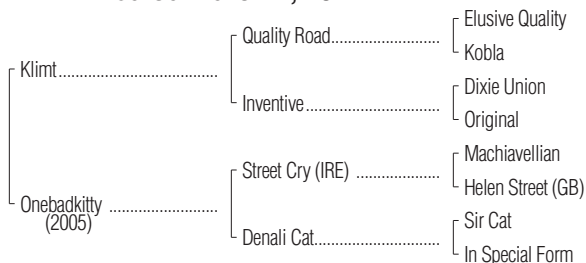 Klimt
Onebadkitty
(2005)
Quality Road
Inventive
Street Cry (IRE)
Denali Cat
Elusive Quality
Kobla
Dixie Union
Original
Machiavellian
Helen Street (GB)
Sir Cat
In Special Form